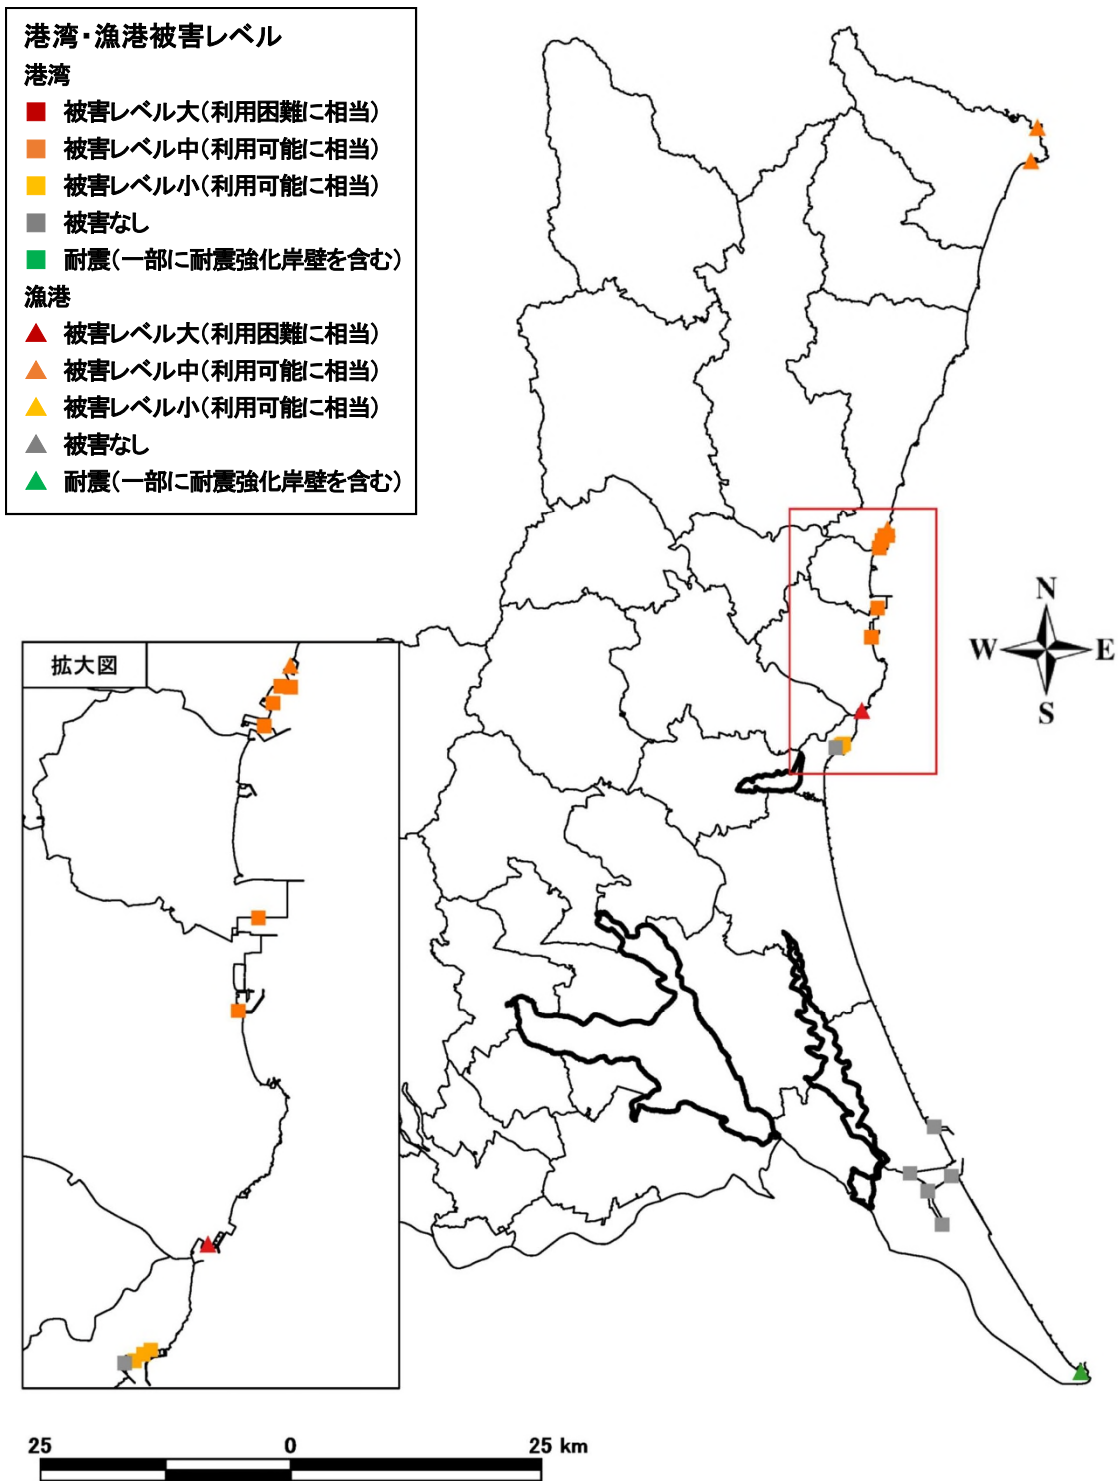 港湾・漁港被害レベル
港湾
被害レベル大(利用困難に相当)
被害レベル中(利用可能に相当)
被害レベル小(利用可能に相当)
被害なし
耐震(一部に耐震強化岸壁を含む)
漁港
被害レベル大(利用困難に相当)
被害レベル中(利用可能に相当)
被害レベル小(利用可能に相当)
被害なし
耐震(一部に耐震強化岸壁を含む)
N
W E
S
拡大図
25 0 25 km